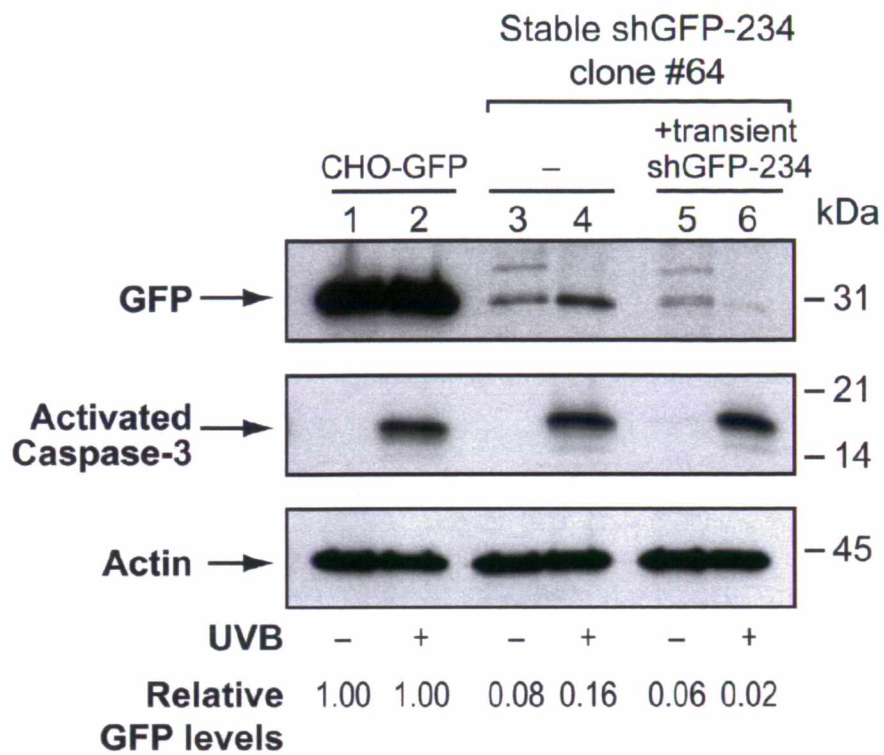 Stable shGFP-234
clone #64
+transient
CHO-GFP – shGFP-234
1 2 3 4 5 6 kDa
GFP – 31
– 21
Activated
Caspase-3
– 14
Actin – 45
UVB – + – + – +
Relative 1.00 1.00 0.08 0.16 0.06 0.02
GFP levels